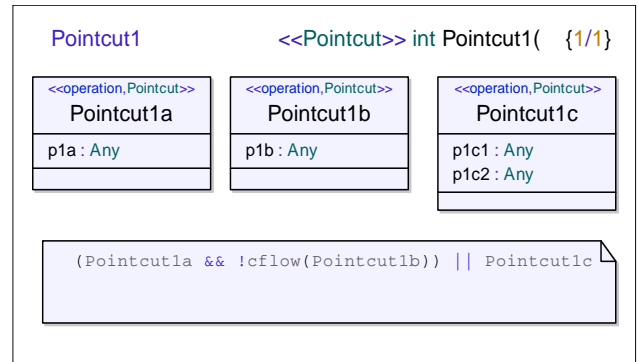 Pointcut1
<<Pointcut>> int Pointcut1( {1/1}
<<operation,Pointcut>>
Pointcut1a
p1a : Any
<<operation,Pointcut>>
Pointcut1b
p1b : Any
<<operation,Pointcut>>
Pointcut1c
p1c1 : Any
p1c2 : Any
(Pointcut1a && !cflow(Pointcut1b)) || Pointcut1c